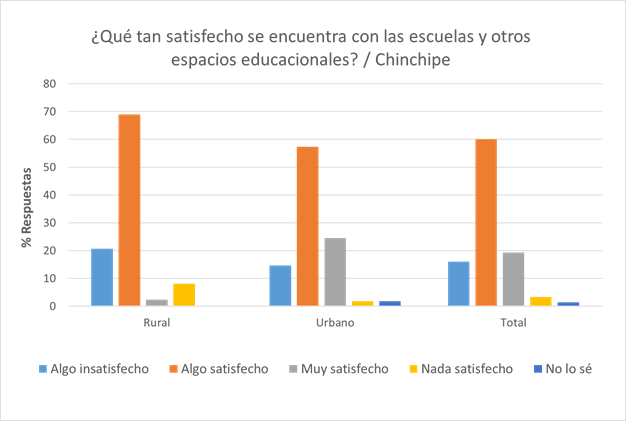 ¿Qué tan satisfecho se encuentra con las escuelas y otros
espacios educacionales? / Chinchipe
80
70
60
50
40
30
20
10
0
% Respuestas
Rural
Urbano
Total
Algo insatisfecho
Algo satisfecho
Muy satisfecho
Nada satisfecho
No lo sé